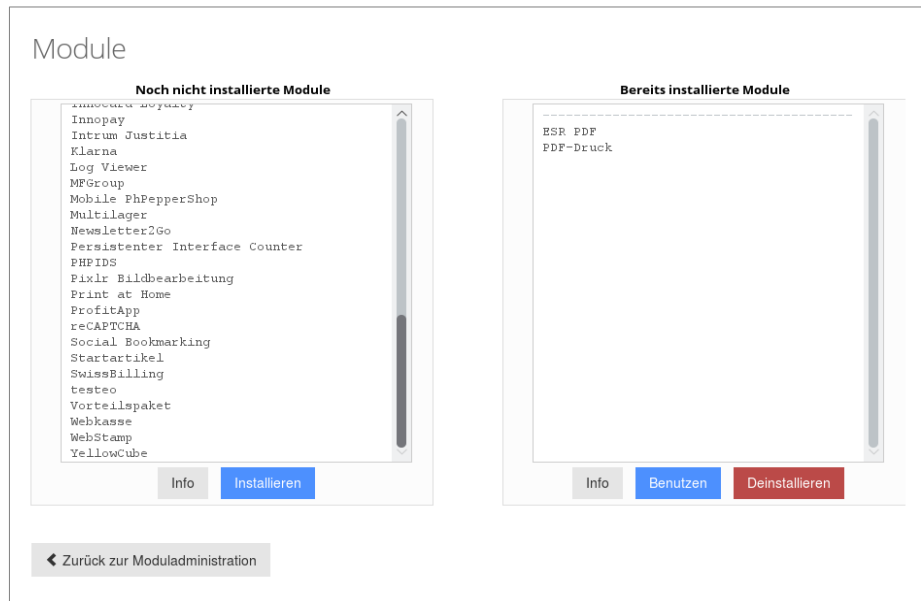 Module
Noch nicht installierte Module
Innocard Loyalty
Innopay
Intrum Justitia
Klarna
Log Viewer
MFGroup
Mobile PhPepperShop
Multilager
Newsletter2Go
Persistenter Interface Counter
PHPIDS
Pixlr Bildbearbeitung
Print at Home
ProfitApp
reCAPTCHA
Social Bookmarking
Startartikel
SwissBilling
testeo
Vorteilspaket
Webkasse
WebStamp
YellowCube
Info
Installieren
Bereits installierte Module
----------------------------------------
ESR PDF
PDF-Druck
Info
Benutzen
Deinstallieren
Zurück zur Moduladministration